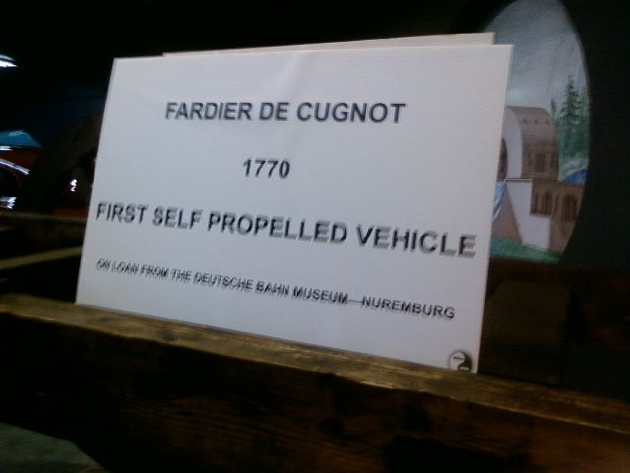 FARDIER DE CUGNOT
1770
FIRST SELF PROPELLED VEHICLE
ON LOAN FROM THE DEUTSCHE BAHN MUSEUM—NUREMBURG